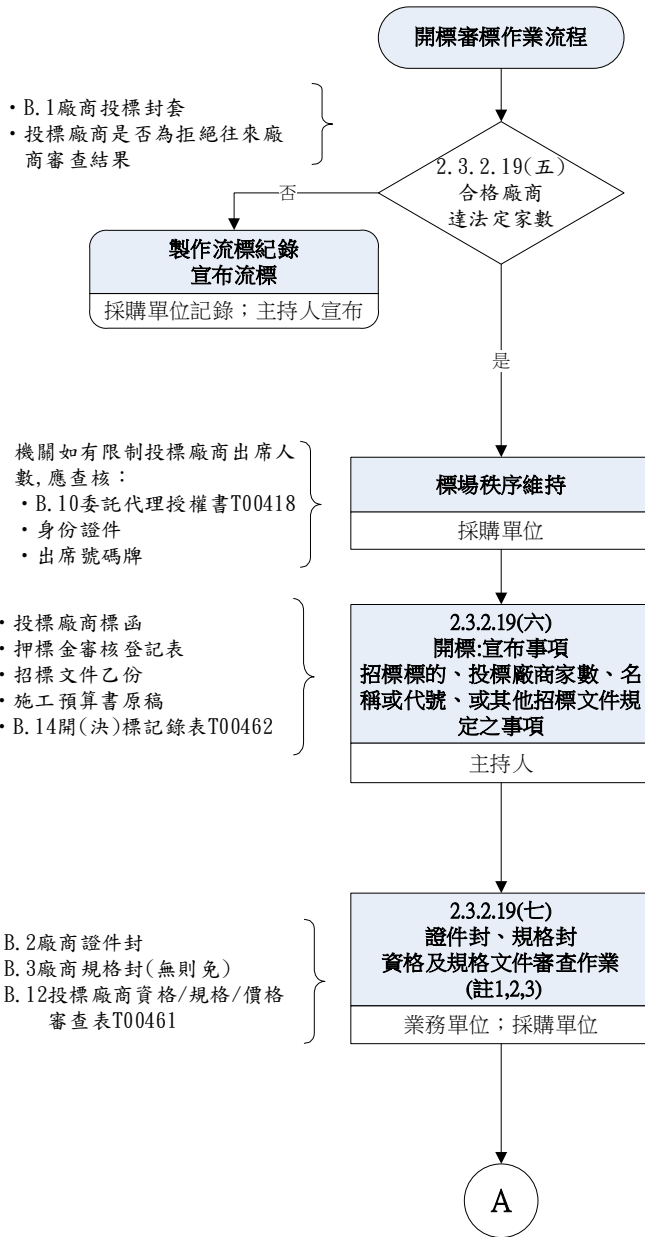 開標審標作業流程
・B.1廠商投標封套
・投標廠商是否為拒絕往來廠
商審查結果
2.3.2.19(五)
合格廠商
達法定家數
否
製作流標紀錄
宣布流標
採購單位記錄；主持人宣布
是
機關如有限制投標廠商出席人
數,應查核：
・B.10委託代理授權書T00418
・身份證件
・出席號碼牌
標場秩序維持
採購單位
・投標廠商標函
・押標金審核登記表
・招標文件乙份
・施工預算書原稿
・B.14開(決)標記錄表T00462
2.3.2.19(六)
開標:宣布事項
招標標的、投標廠商家數、名
稱或代號、或其他招標文件規
定之事項
主持人
B.2廠商證件封
B.3廠商規格封(無則免)
B.12投標廠商資格/規格/價格
審查表T00461
2.3.2.19(七)
證件封、規格封
資格及規格文件審查作業
(註1,2,3)
業務單位；採購單位
A